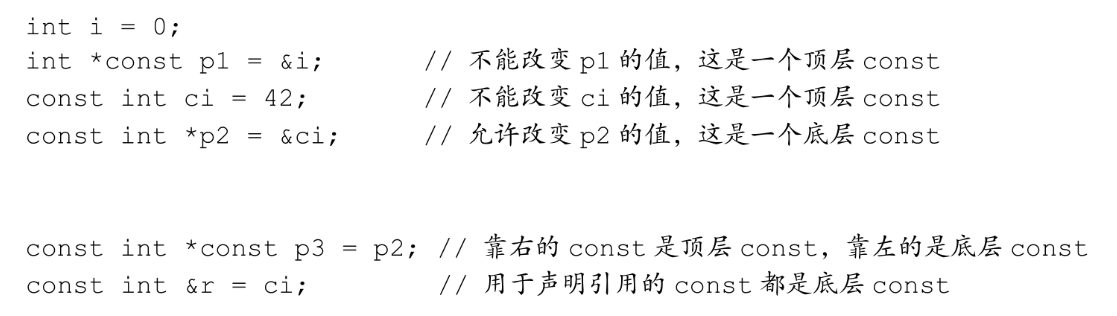 int i = 0;
int *const p1 = &i; // 不能改变 p1 的值，这是一个顶层 const
const int ci = 42; // 不能改变 ci 的值，这是一个顶层 const
const int *p2 = &ci; // 允许改变 p2 的值，这是一个底层 const
const int *const p3 = p2; // 靠右的 const 是顶层 const，靠左的是底层 const
const int &r = ci; // 用于声明引用的 const 都是底层 const